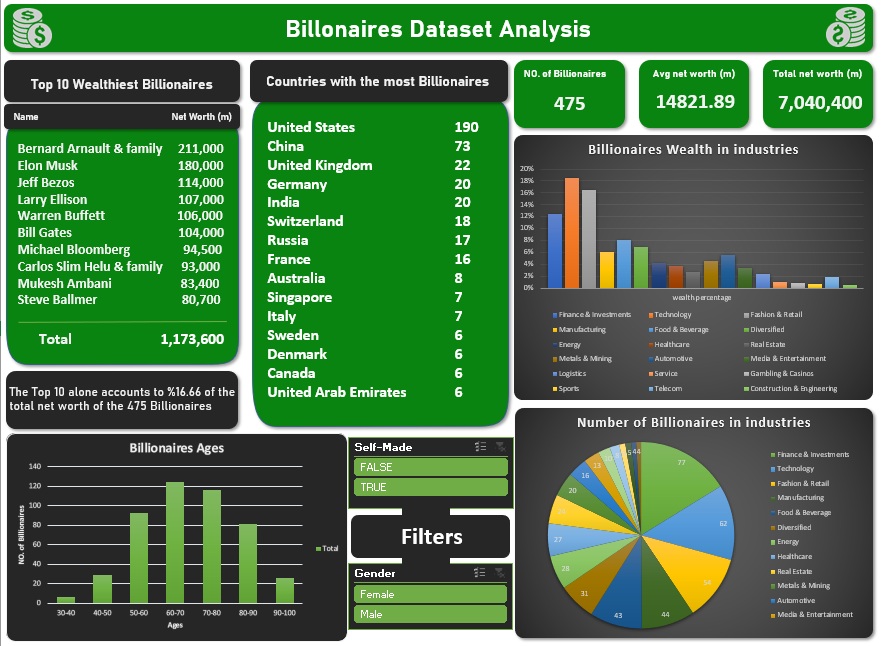 Billonaires Dataset Analysis
Top 10 Wealthiest Billionaires
Name Net Worth (m)
Bernard Arnault & family 211,000
Elon Musk 180,000
Jeff Bezos 114,000
Larry Ellison 107,000
Warren Buffett 106,000
Bill Gates 104,000
Michael Bloomberg 94,500
Carlos Slim Helu & family 93,000
Mukesh Ambani 83,400
Steve Ballmer 80,700
Total 1,173,600
The Top 10 alone accounts to %16.66 of the
total net worth of the 475 Billionaires
Countries with the most Billionaires
United States 190
China 73
United Kingdom 22
Germany 20
India 20
Switzerland 18
Russia 17
France 16
Australia 8
Singapore 7
Italy 7
Sweden 6
Denmark 6
Canada 6
United Arab Emirates 6
NO. of Billionaires
475
Avg net worth (m)
14821.89
Total net worth (m)
7,040,400
Billionaires Wealth in industries
20%
18%
16%
14%
12%
10%
8%
6%
4%
2%
0%
wealth percentage
Finance & Investments Technology Fashion & Retail
Manufacturing Food & Beverage Diversified
Energy Healthcare Real Estate
Metals & Mining Automotive Media & Entertainment
Logistics Service Gambling & Casinos
Sports Telecom Construction & Engineering
Billionaires Ages
NO. of Billionaires
140
120
100
80
60
40
20
0
30-40 40-50 50-60 60-70 70-80 80-90 90-100
Ages
Total
Self-Made
FALSE
TRUE
Filters
Gender
Female
Male
Number of Billionaires in industries
77
62
54
44
43
31
28
27
20
16
13
5
4
4
Finance & Investments
Technology
Fashion & Retail
Manufacturing
Food & Beverage
Diversified
Energy
Healthcare
Real Estate
Metals & Mining
Automotive
Media & Entertainment